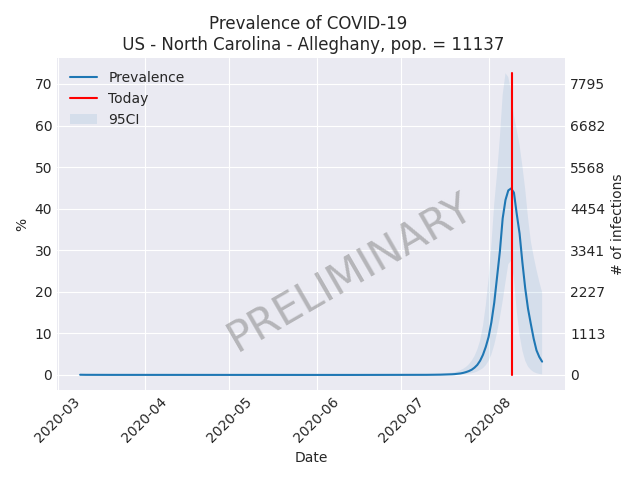 Prevalence of COVID-19
US - North Carolina - Alleghany, pop. = 11137
Prevalence
Today
95CI
70
60
50
40
30
20
10
0
%
7795
6682
5568
4454
3341
2227
1113
0
# of infections
PRELIMINARY
2020-03
2020-04
2020-05
2020-06
2020-07
2020-08
Date